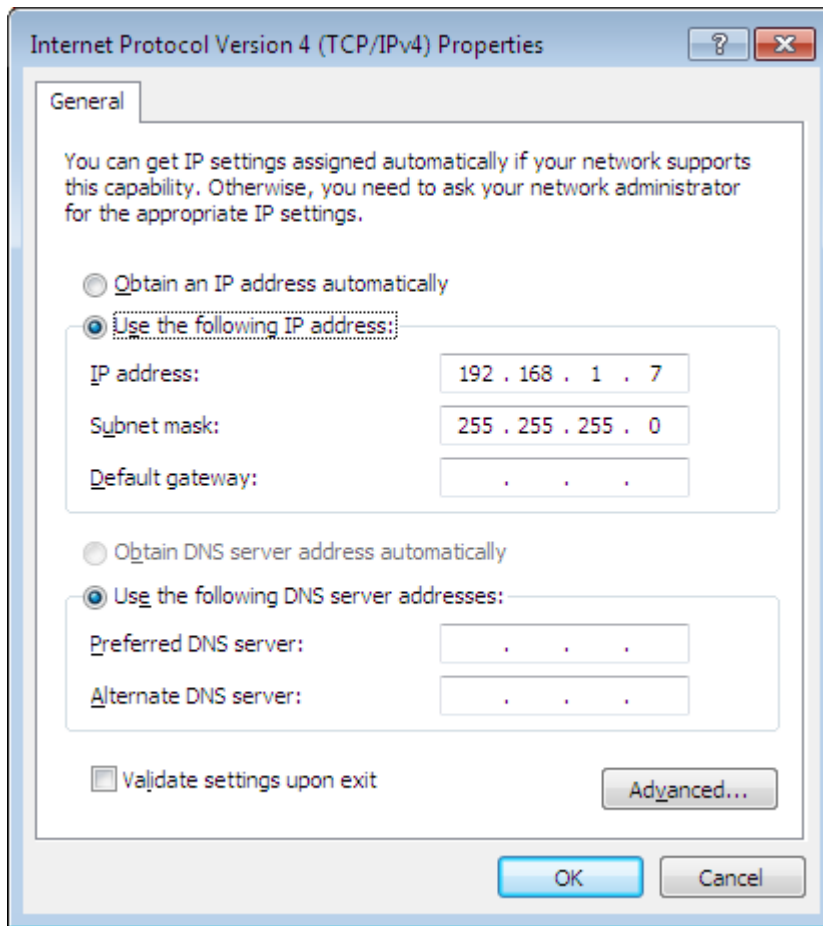 Internet Protocol Version 4 (TCP/IPv4) Properties
?
General
You can get IP settings assigned automatically if your network supports
this capability. Otherwise, you need to ask your network administrator
for the appropriate IP settings.
Obtain an IP address automatically
Use the following IP address:
IP address: 192 . 168 . 1 . 7
Subnet mask: 255 . 255 . 255 . 0
Default gateway: . . .
Obtain DNS server address automatically
Use the following DNS server addresses:
Preferred DNS server: . . .
Alternate DNS server: . . .
Validate settings upon exit
Advanced...
OK Cancel